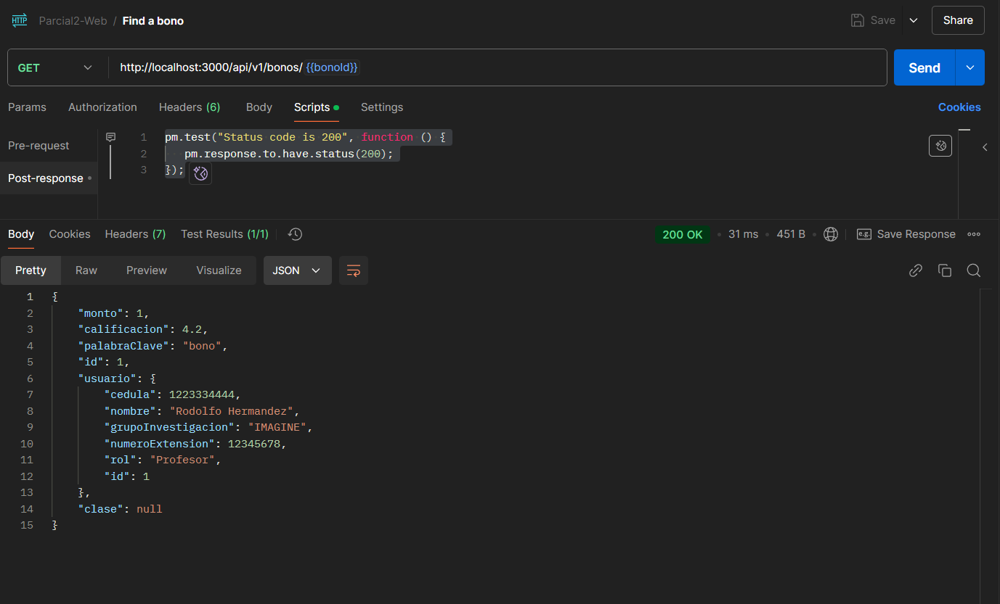 HTTP Parcial2-Web / Find a bono Save Share
GET http://localhost:3000/api/v1/bonos/ {{bonoId}} Send
Params Authorization Headers (6) Body Scripts Settings Cookies
Pre-request
Post-response
1 pm.test("Status code is 200", function () {
2 pm.response.to.have.status(200);
3 });
Body Cookies Headers (7) Test Results (1/1) 200 OK 31 ms 451 B e.g. Save Response
Pretty Raw Preview Visualize JSON
1 {
2 "monto": 1,
3 "calificacion": 4.2,
4 "palabraClave": "bono",
5 "id": 1,
6 "usuario": {
7 "cedula": 1223334444,
8 "nombre": "Rodolfo Hermandez",
9 "grupoInvestigacion": "IMAGINE",
10 "numeroExtension": 12345678,
11 "rol": "Profesor",
12 "id": 1
13 },
14 "clase": null
15 }